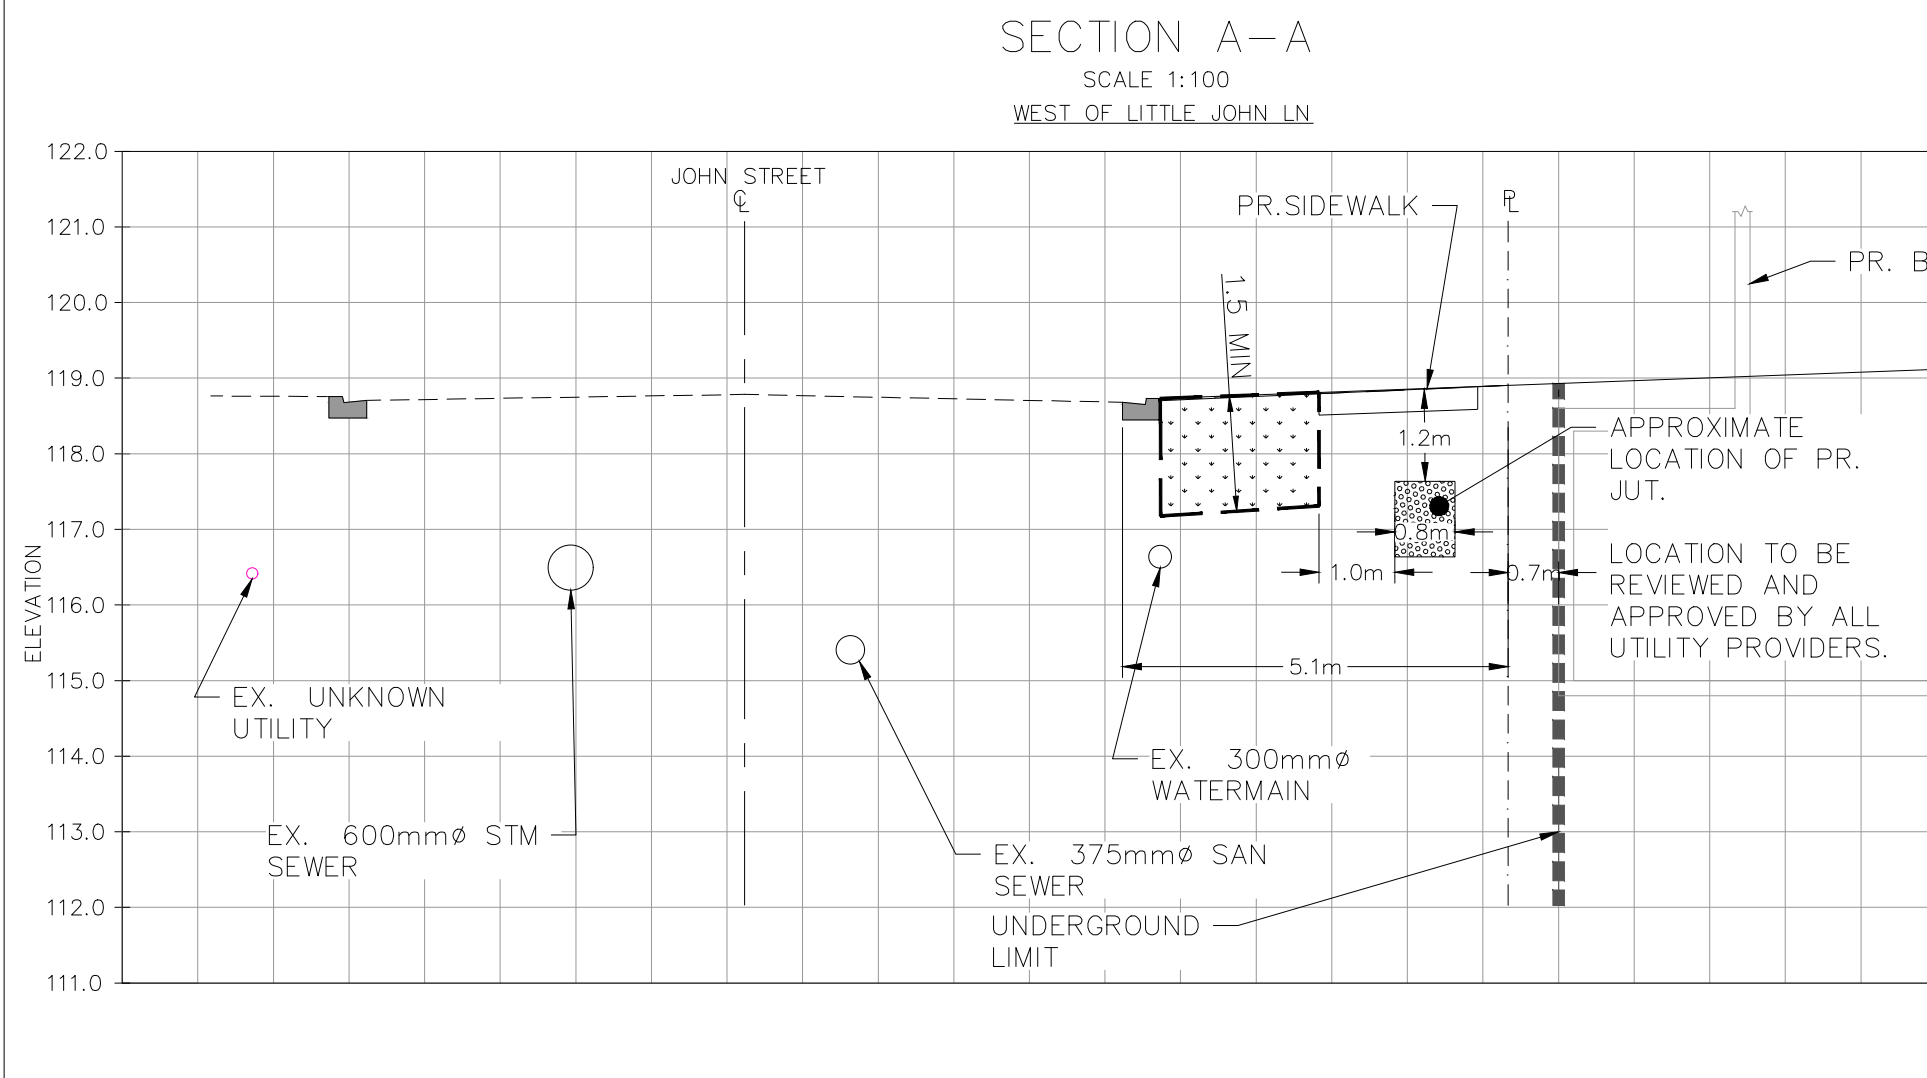 SECTION A-A
SCALE 1:100
WEST OF LITTLE JOHN LN
122.0
121.0
120.0
119.0
118.0
117.0
116.0
115.0
114.0
113.0
112.0
111.0
ELEVATION
JOHN STREET
℄
PR.SIDEWALK
PL
PR. B
1.5 MIN
1.2m
0.8m
1.0m
0.7m
5.1m
APPROXIMATE
LOCATION OF PR.
JUT.
LOCATION TO BE
REVIEWED AND
APPROVED BY ALL
UTILITY PROVIDERS.
EX. UNKNOWN
UTILITY
EX. 600mmø STM
SEWER
EX. 375mmø SAN
SEWER
EX. 300mmø
WATERMAIN
UNDERGROUND
LIMIT